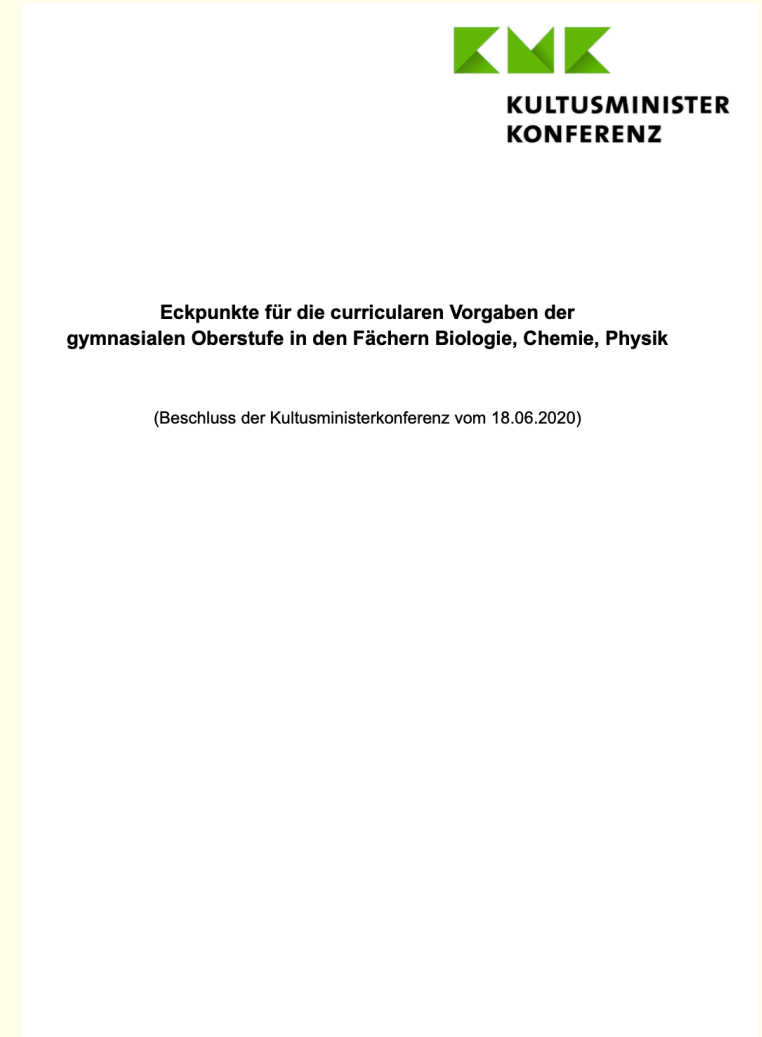 KMK
KULTUSMINISTER
KONFERENZ
Eckpunkte für die curricularen Vorgaben der
gymnasialen Oberstufe in den Fächern Biologie, Chemie, Physik
(Beschluss der Kultusministerkonferenz vom 18.06.2020)